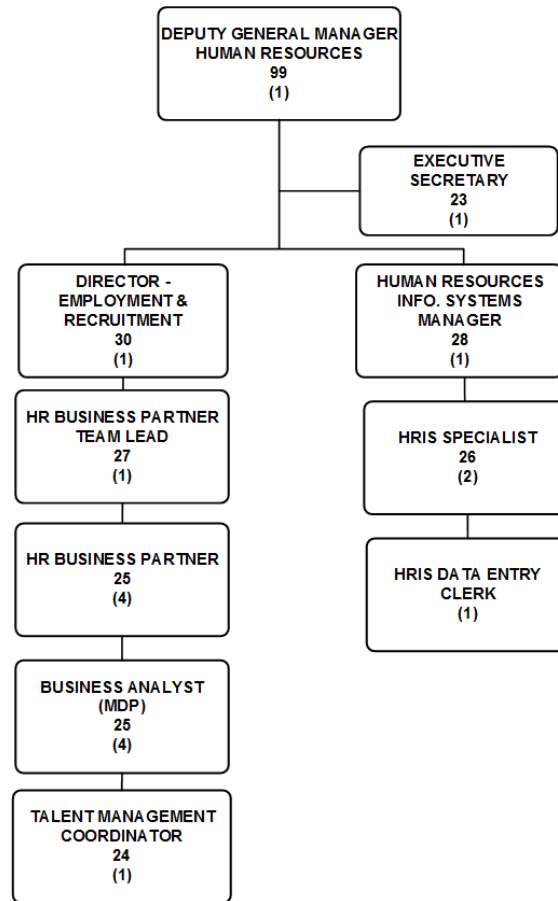 DEPUTY GENERAL MANAGER
HUMAN RESOURCES
99
(1)
EXECUTIVE
SECRETARY
23
(1)
DIRECTOR -
EMPLOYMENT &
RECRUITMENT
30
(1)
HUMAN RESOURCES
INFO. SYSTEMS
MANAGER
28
(1)
HR BUSINESS PARTNER
TEAM LEAD
27
(1)
HRIS SPECIALIST
26
(2)
HR BUSINESS PARTNER
25
(4)
HRIS DATA ENTRY
CLERK
(1)
BUSINESS ANALYST
(MDP)
25
(4)
TALENT MANAGEMENT
COORDINATOR
24
(1)